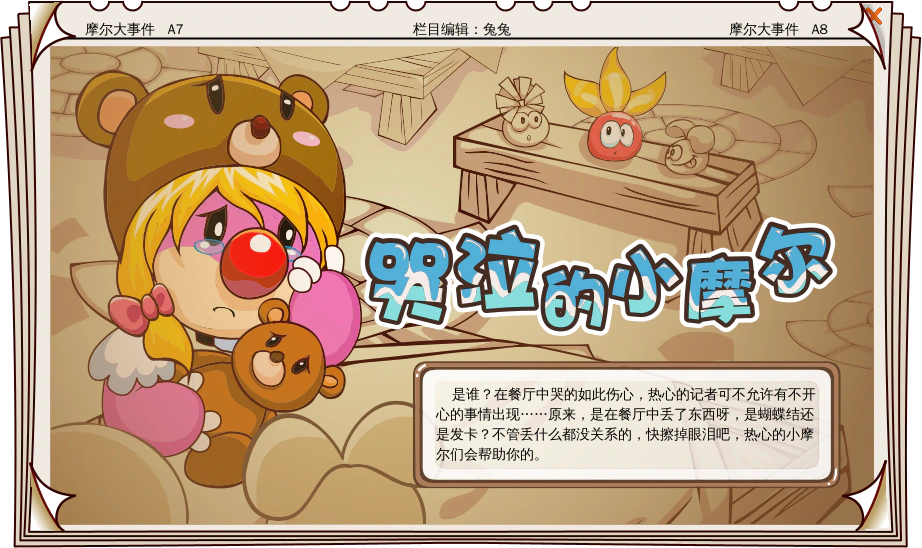 摩尔大事件 A7
栏目编辑：兔兔
摩尔大事件 A8
哭泣的小摩尔
是谁？在餐厅中哭的如此伤心，热心的记者可不允许有不开
心的事情出现……原来，是在餐厅中丢了东西呀，是蝴蝶结还
是发卡？不管丢什么都没关系的，快擦掉眼泪吧，热心的小摩
尔们会帮助你的。